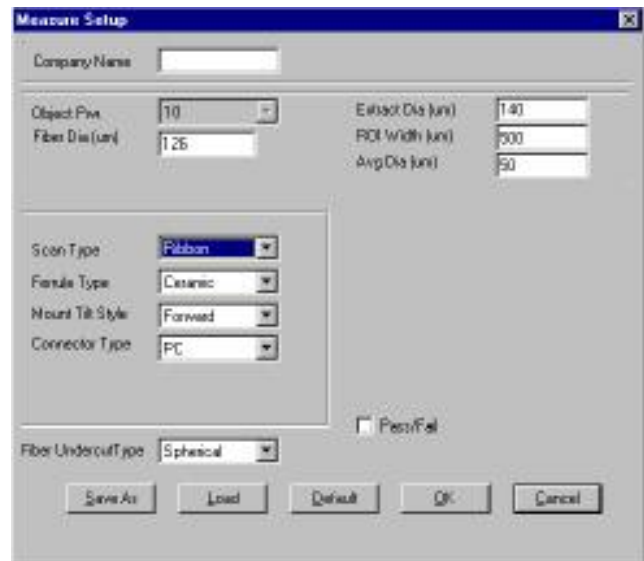 Measure Setup
Company Name
Object Pwr 10
Fiber Dia (um) 126
Extract Dia (um) 140
ROI Width (um) 500
Avg Dia (um) 50
Scan Type Ribbon
Ferrule Type Ceramic
Mount Tilt Style Forward
Connector Type PC
Pass/Fail
Fiber UndercutType Spherical
Save As Load Default OK Cancel